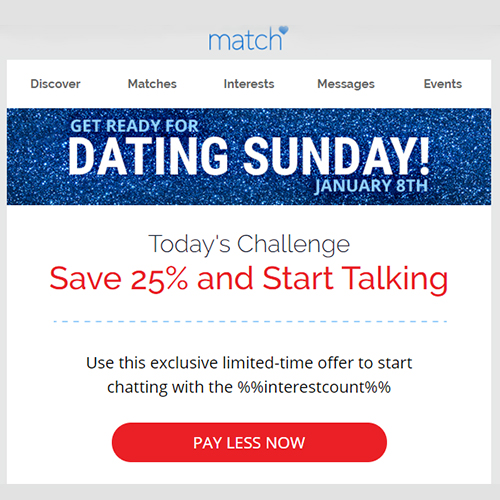 match
Discover Matches Interests Messages Events
GET READY FOR
DATING SUNDAY!
JANUARY 8TH
Today's Challenge
Save 25% and Start Talking
Use this exclusive limited-time offer to start
chatting with the %%interestcount%%
PAY LESS NOW